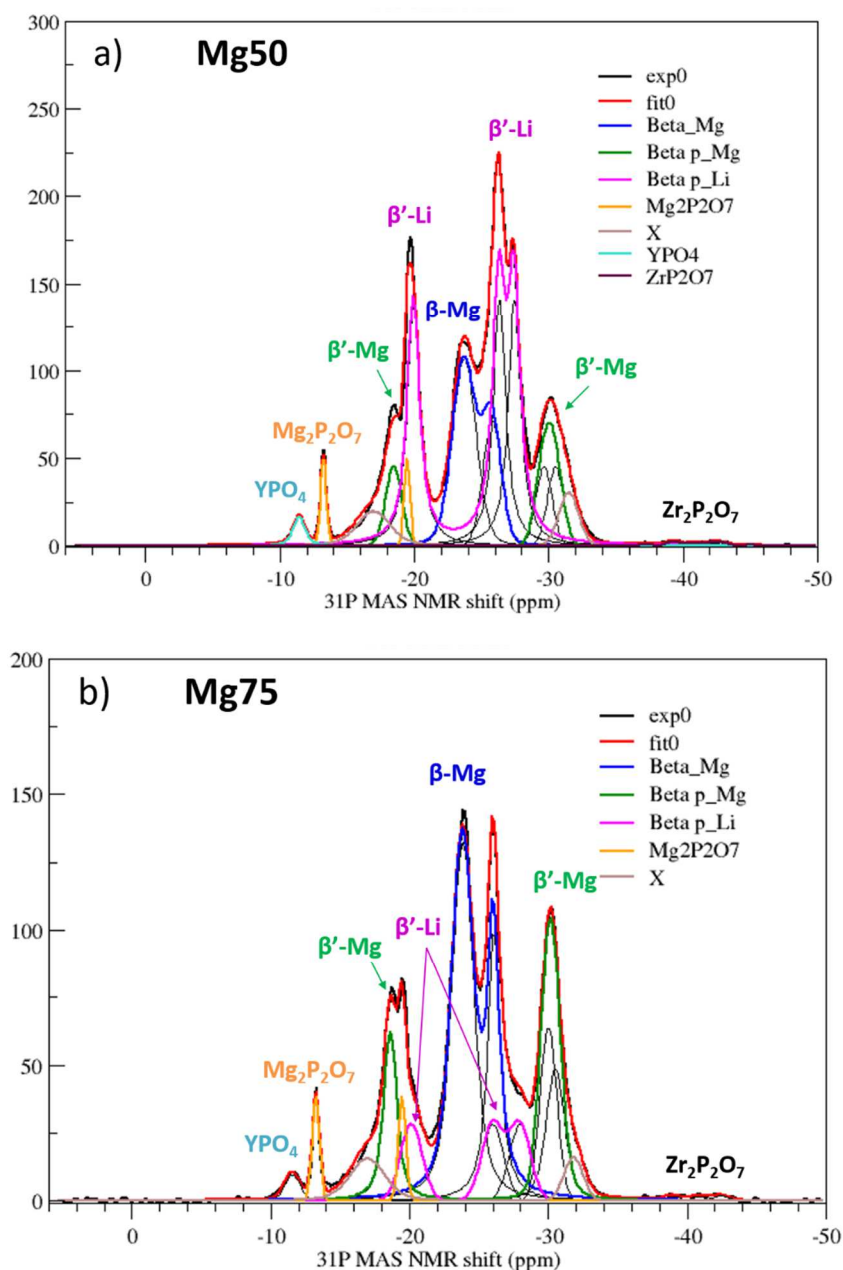 a) Mg50
300
250
200
150
100
50
0
exp0
fit0
Beta_Mg
Beta p_Mg
Beta p_Li
Mg2P2O7
X
YPO4
ZrP2O7
β’-Li
β’-Li
β-Mg
β’-Mg
β’-Mg
Mg₂P₂O₇
YPO₄
Zr₂P₂O₇
0 -10 -20 -30 -40 -50
31P MAS NMR shift (ppm)
b) Mg75
200
150
100
50
0
exp0
fit0
Beta_Mg
Beta p_Mg
Beta p_Li
Mg2P2O7
X
β-Mg
β’-Mg
β’-Li
β’-Mg
Mg₂P₂O₇
YPO₄
Zr₂P₂O₇
0 -10 -20 -30 -40 -50
31P MAS NMR shift (ppm)